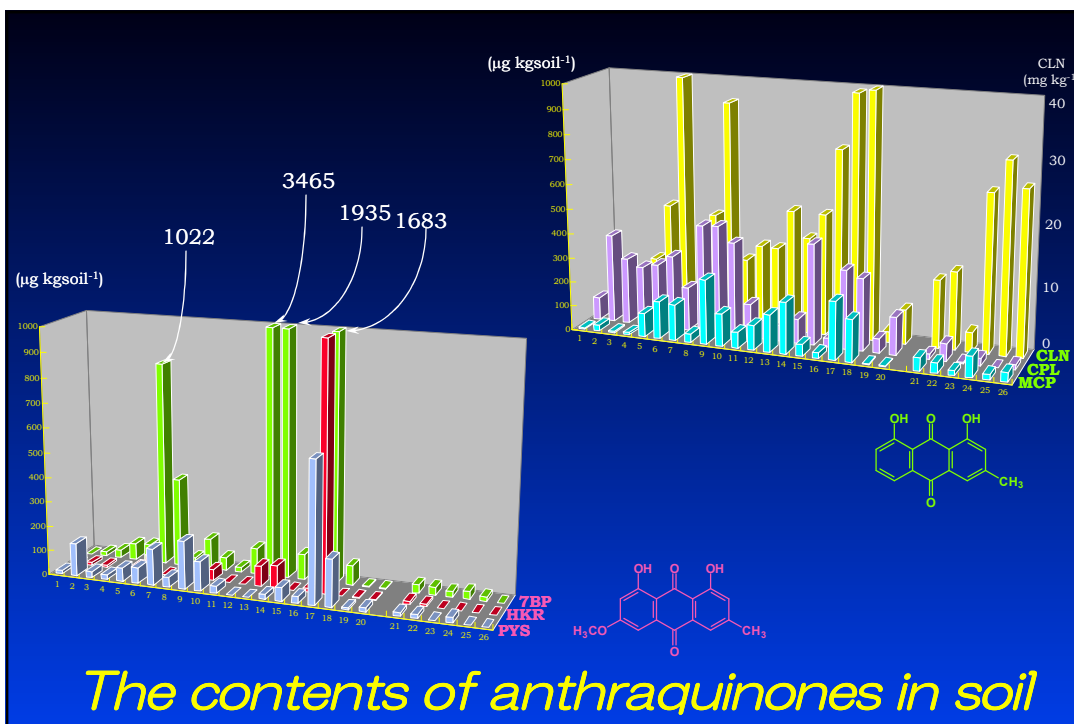 (µg kgsoil-1)
CLN
(mg kg-1
1000
900
800
700
600
500
400
300
200
100
0
40
30
20
10
0
1 2 3 4 5 6 7 8 9 10 11 12 13 14 15 16 17 18 19 20 21 22 23 24 25 26
CLN
CPL
MCP
3465
1935
1683
1022
(µg kgsoil-1)
1000
900
800
700
600
500
400
300
200
100
0
1 2 3 4 5 6 7 8 9 10 11 12 13 14 15 16 17 18 19 20 21 22 23 24 25 26
7BP
HKR
PYS
OH O OH
CH3
O
OH O OH
H3CO CH3
O
The contents of anthraquinones in soil